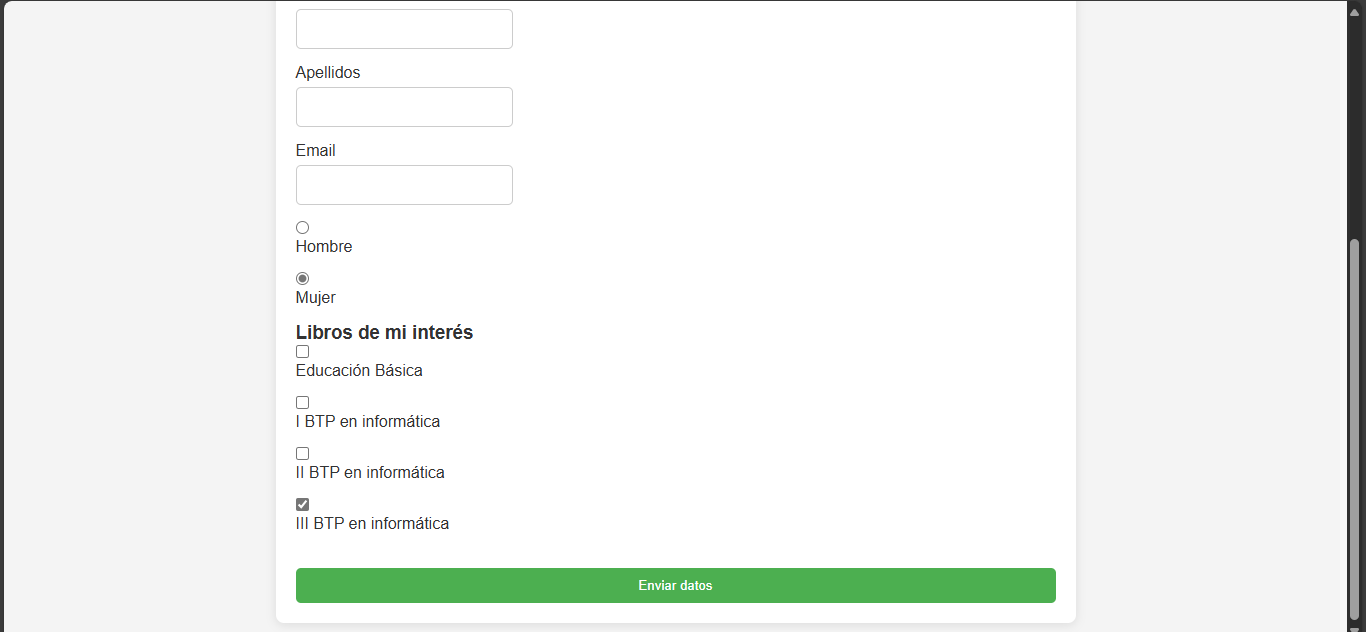 Apellidos
Email
Hombre
Mujer
Libros de mi interés
Educación Básica
I BTP en informática
II BTP en informática
III BTP en informática
Enviar datos